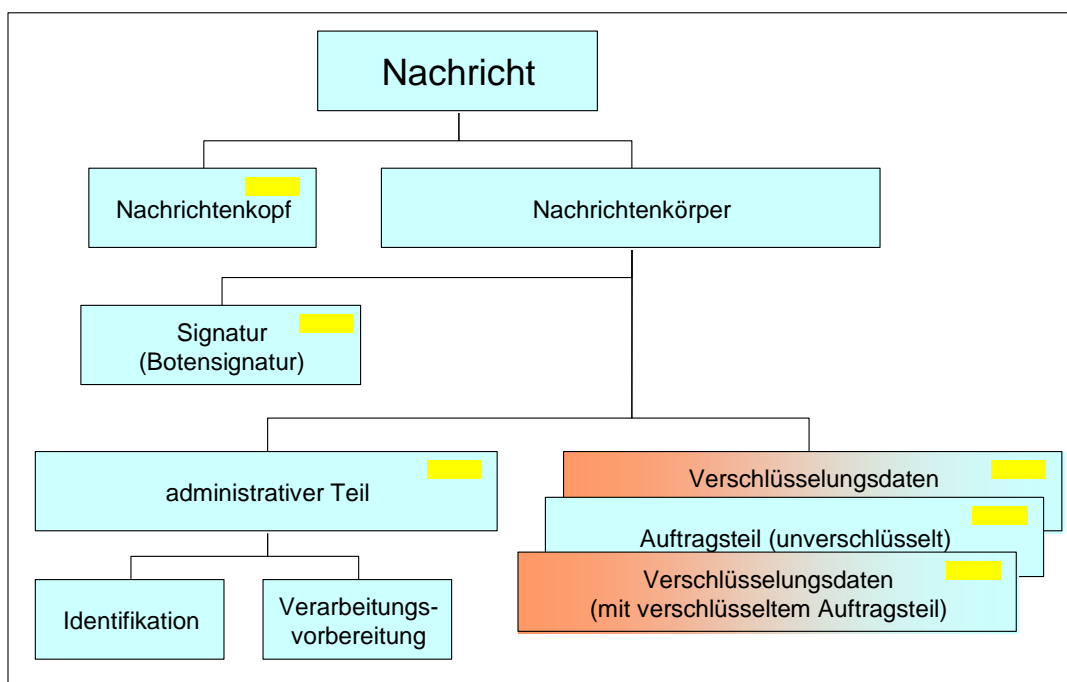 Nachricht
Nachrichtenkopf
Nachrichtenkörper
Signatur
(Botensignatur)
administrativer Teil
Verschlüsselungsdaten
Auftragsteil (unverschlüsselt)
Verschlüsselungsdaten
(mit verschlüsseltem Auftragsteil)
Identifikation
Verarbeitungs-
vorbereitung